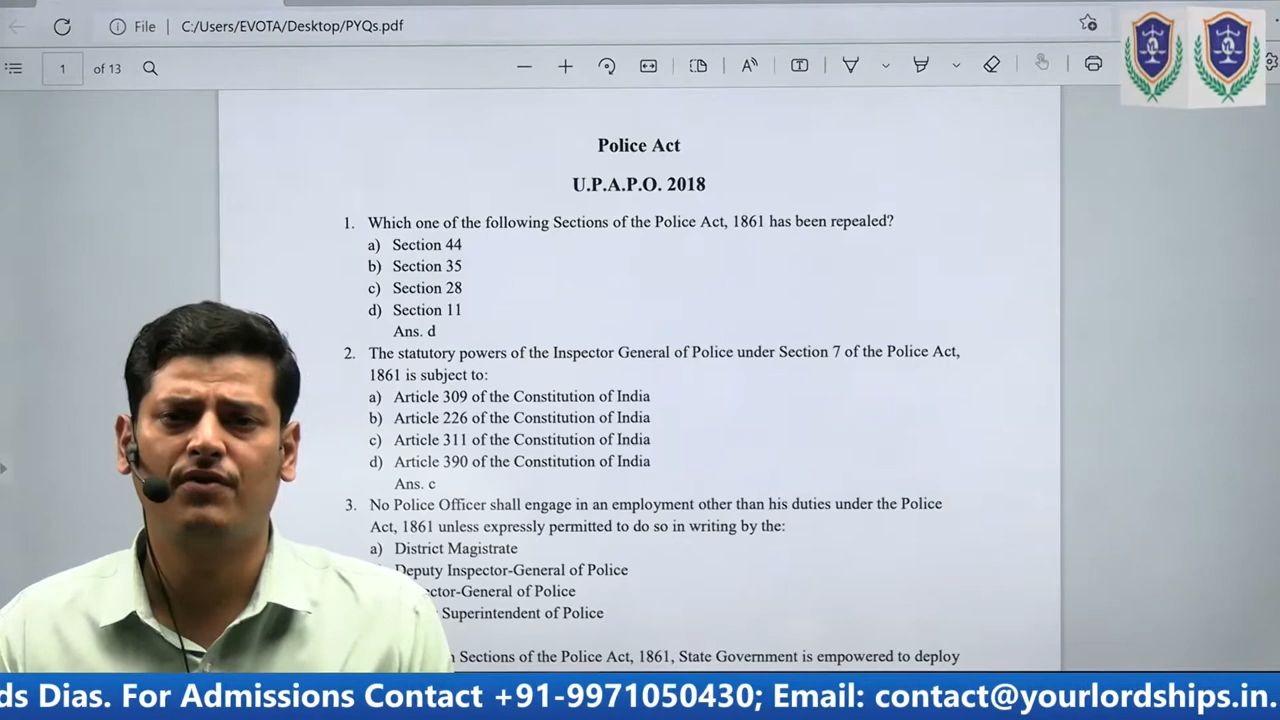 File
C:/Users/EVOTA/Desktop/PYQs.pdf
1 of 13
Police Act
U.P.A.P.O. 2018
1. Which one of the following Sections of the Police Act, 1861 has been repealed?
a) Section 44
b) Section 35
c) Section 28
d) Section 11
Ans. d
2. The statutory powers of the Inspector General of Police under Section 7 of the Police Act,
1861 is subject to:
a) Article 309 of the Constitution of India
b) Article 226 of the Constitution of India
c) Article 311 of the Constitution of India
d) Article 390 of the Constitution of India
Ans. c
3. No Police Officer shall engage in an employment other than his duties under the Police
Act, 1861 unless expressly permitted to do so in writing by the:
a) District Magistrate
Deputy Inspector-General of Police
ctor-General of Police
Superintendent of Police
Sections of the Police Act, 1861, State Government is empowered to deploy
ds Dias. For Admissions Contact +91-9971050430; Email: contact@yourlordships.in.